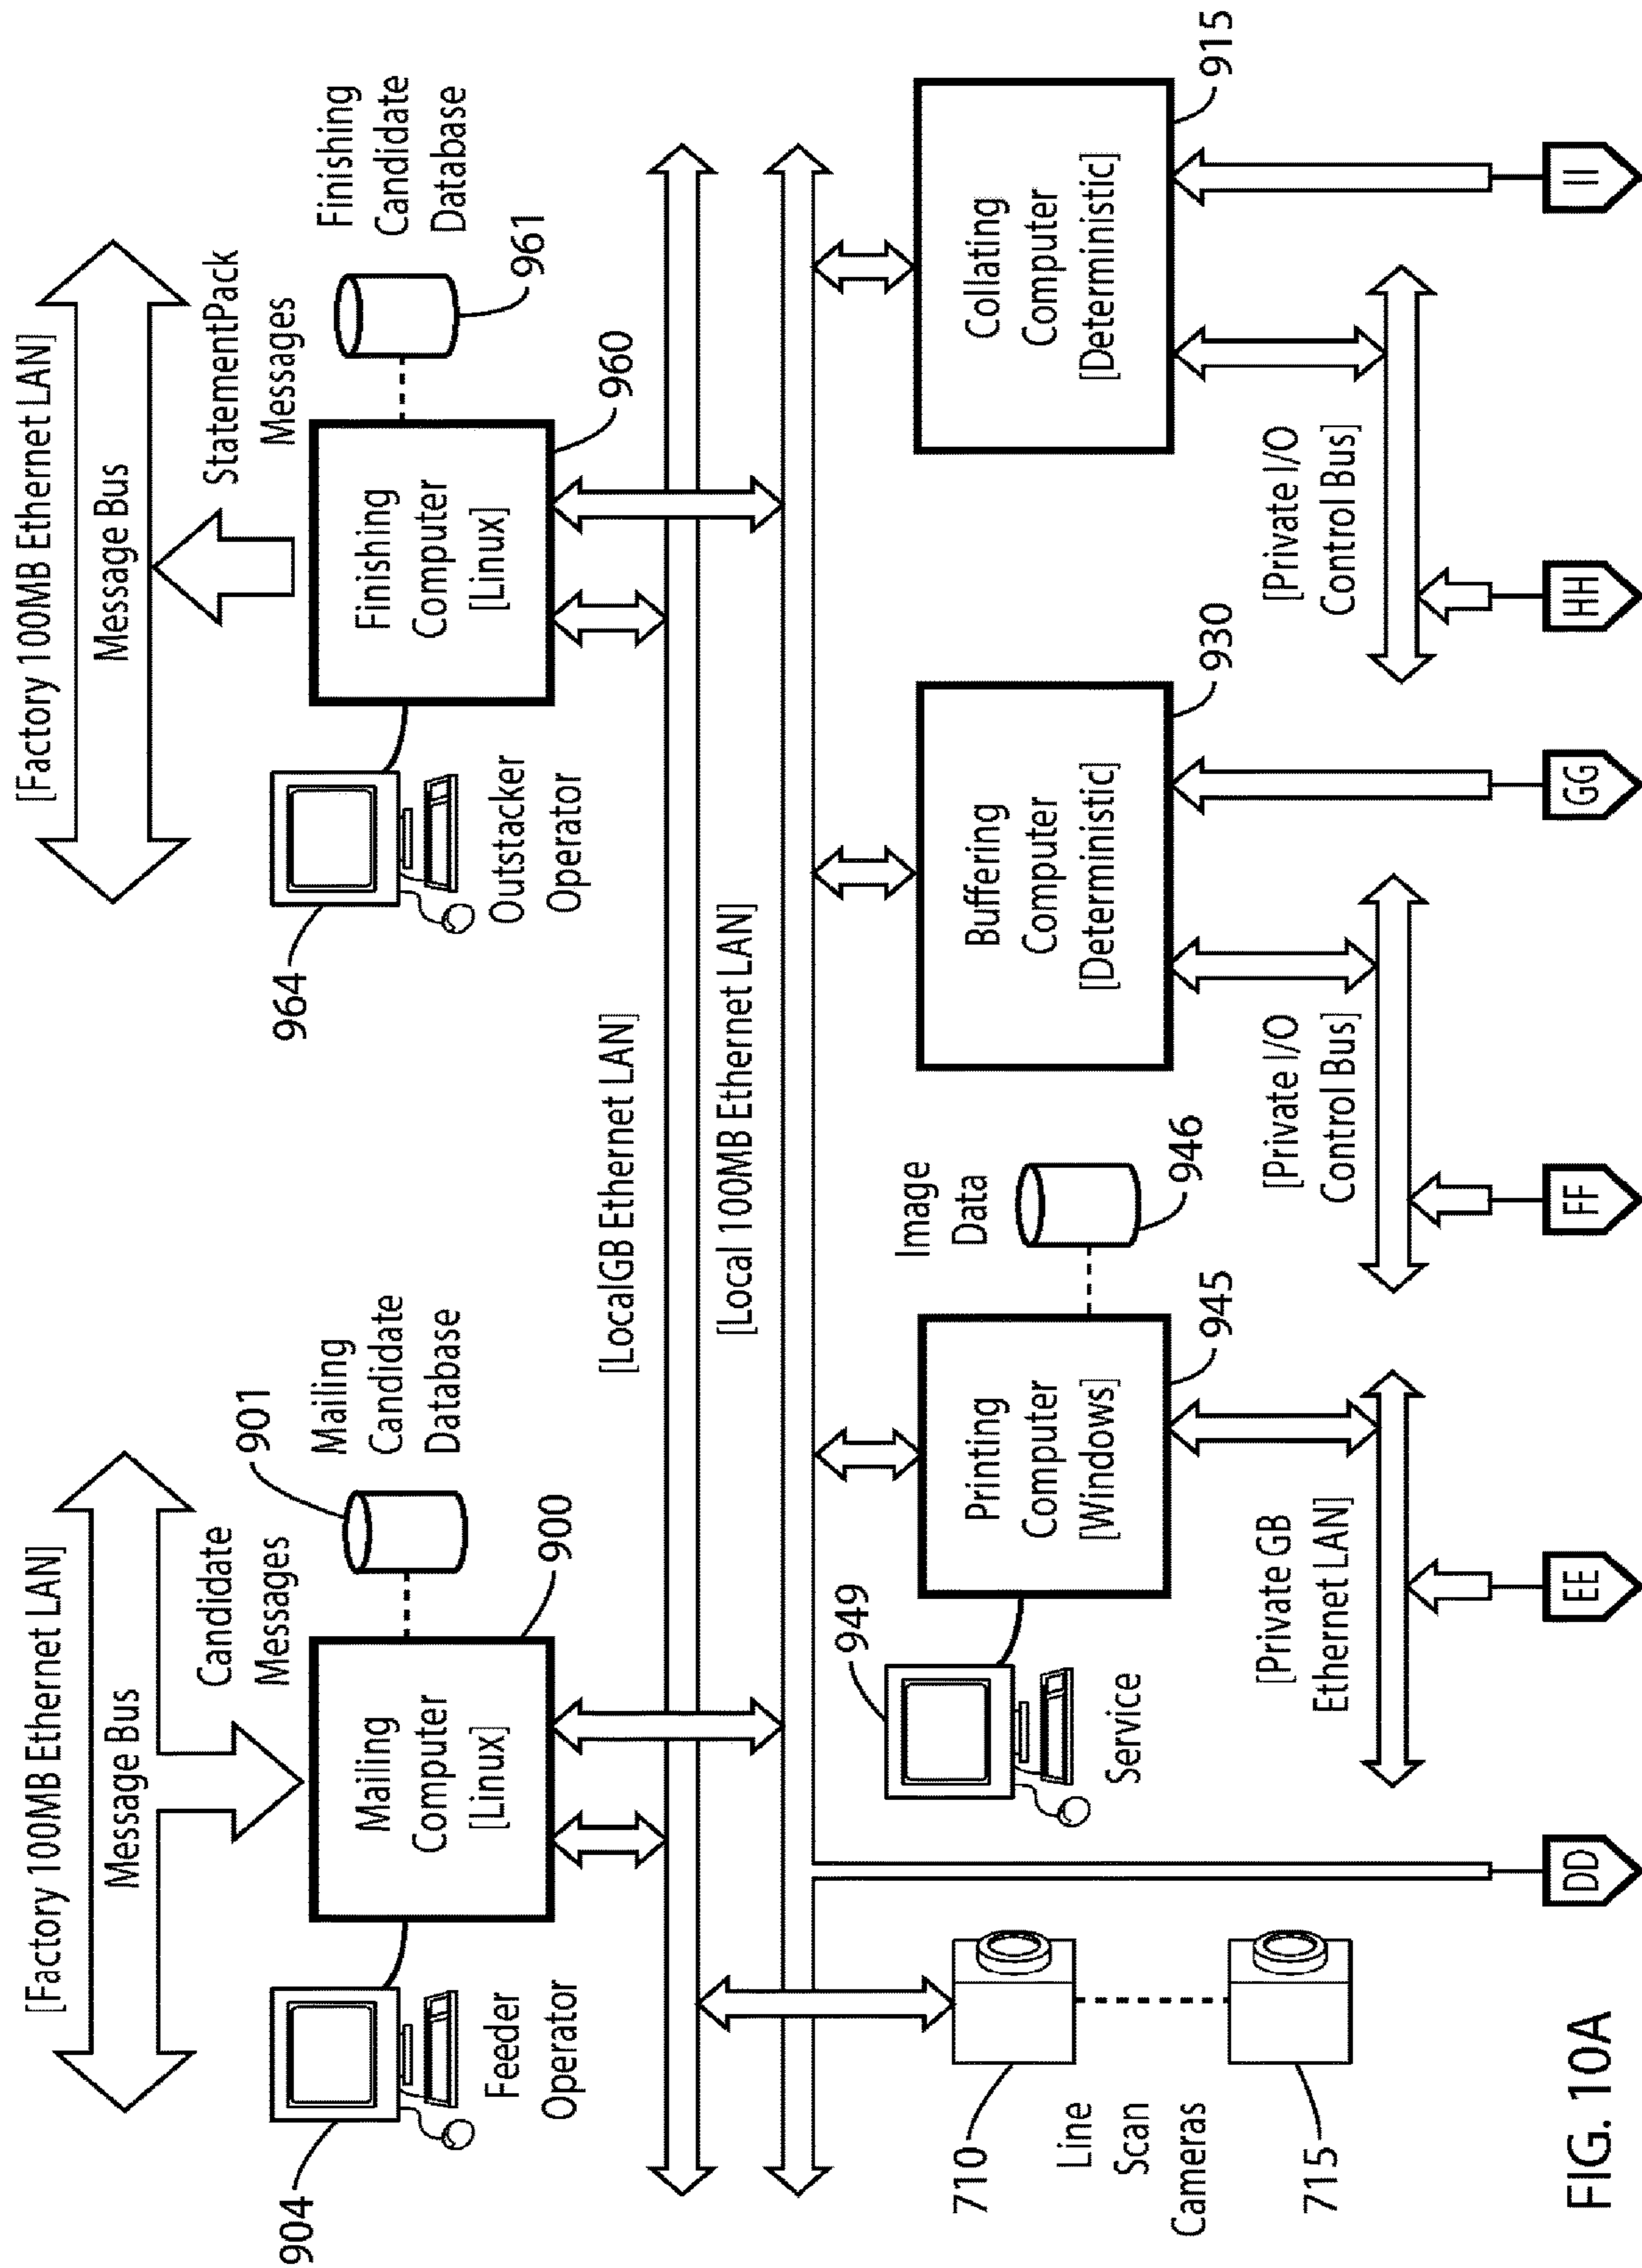 [Factory 100MB Ethernet LAN]
Message Bus
Candidate
Messages
901
Mailing
Candidate
Database
904
Feeder
Operator
Mailing
Computer
[Linux]
900
[Factory 100MB Ethernet LAN]
Message Bus
StatementPack
Messages
Finishing
Candidate
Database
961
964
Outstacker
Operator
Finishing
Computer
[Linux]
960
[LocalGB Ethernet LAN]
[Local 100MB Ethernet LAN]
710
Line
Scan
Cameras
715
949
Service
Printing
Computer
[Windows]
945
Image
Data
946
[Private GB
Ethernet LAN]
Buffering
Computer
[Deterministic]
930
[Private I/O
Control Bus]
Collating
Computer
[Deterministic]
915
[Private I/O
Control Bus]
DD
EE
FF
GG
HH
II
FIG. 10A